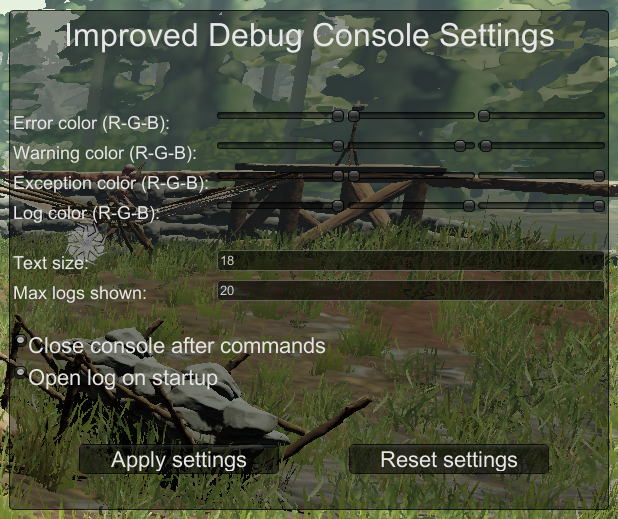 Improved Debug Console Settings
Error color (R-G-B):
Warning color (R-G-B):
Exception color (R-G-B):
Log color (R-G-B):
Text size: 18
Max logs shown: 20
Close console after commands
Open log on startup
Apply settings Reset settings